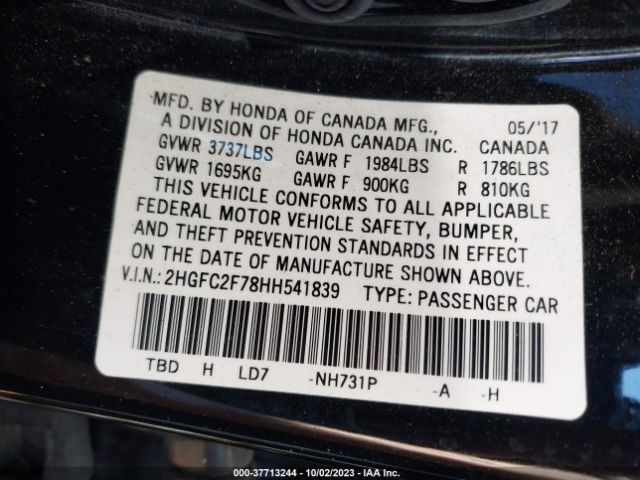 MFD. BY HONDA OF CANADA MFG., 05/'17
A DIVISION OF HONDA CANADA INC. CANADA
GVWR 3737LBS GAWR F 1984LBS R 1786LBS
GVWR 1695KG GAWR F 900KG R 810KG
THIS VEHICLE CONFORMS TO ALL APPLICABLE
FEDERAL MOTOR VEHICLE SAFETY, BUMPER,
AND THEFT PREVENTION STANDARDS IN EFFECT
ON THE DATE OF MANUFACTURE SHOWN ABOVE.
V.I.N.: 2HGFC2F78HH541839 TYPE: PASSENGER CAR
TBD H LD7 -NH731P -A -H
000-37713244 | 10/02/2023 | IAA Inc.